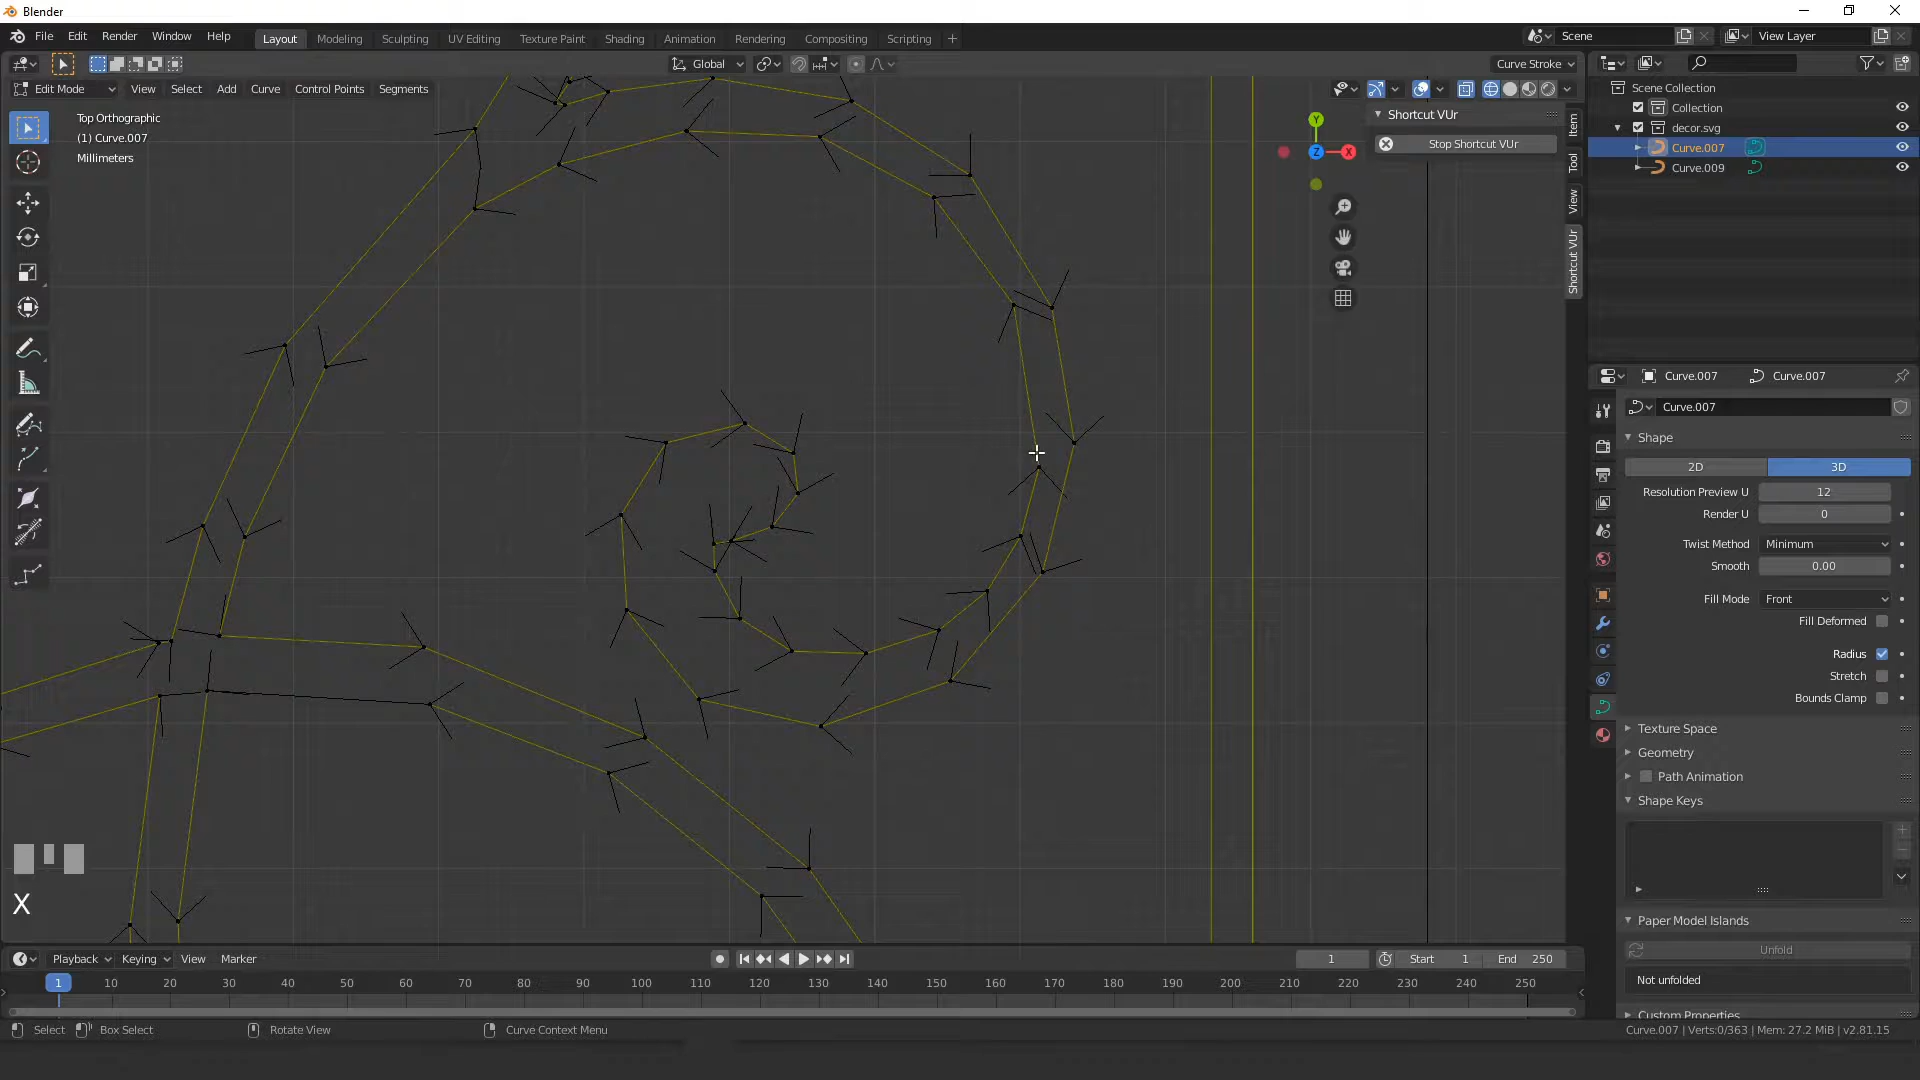 Blender
File Edit Render Window Help
Layout Modeling Sculpting UV Editing Texture Paint Shading Animation Rendering Compositing Scripting +
Scene
View Layer
Global
Curve Stroke
Edit Mode View Select Add Curve Control Points Segments
Top Orthographic
(1) Curve.007
Millimeters
Y
Z
X
Shortcut VUr
Stop Shortcut VUr
Item
Tool
View
Shortcut VUr
Scene Collection
Collection
decor.svg
Curve.007
Curve.009
Curve.007 Curve.007
Curve.007
Shape
2D 3D
Resolution Preview U 12
Render U 0
Twist Method Minimum
Smooth 0.00
Fill Mode Front
Fill Deformed
Radius
Stretch
Bounds Clamp
Texture Space
Geometry
Path Animation
Shape Keys
Paper Model Islands
Unfold
Not unfolded
Custom Properties
X
Playback Keying View Marker
1 Start 1 End 250
1 10 20 30 40 50 60 70 80 90 100 110 120 130 140 150 160 170 180 190 200 210 220 230 240 250
Select Box Select Rotate View Curve Context Menu
Curve.007 | Verts:0/363 | Mem: 27.2 MiB | v2.81.15